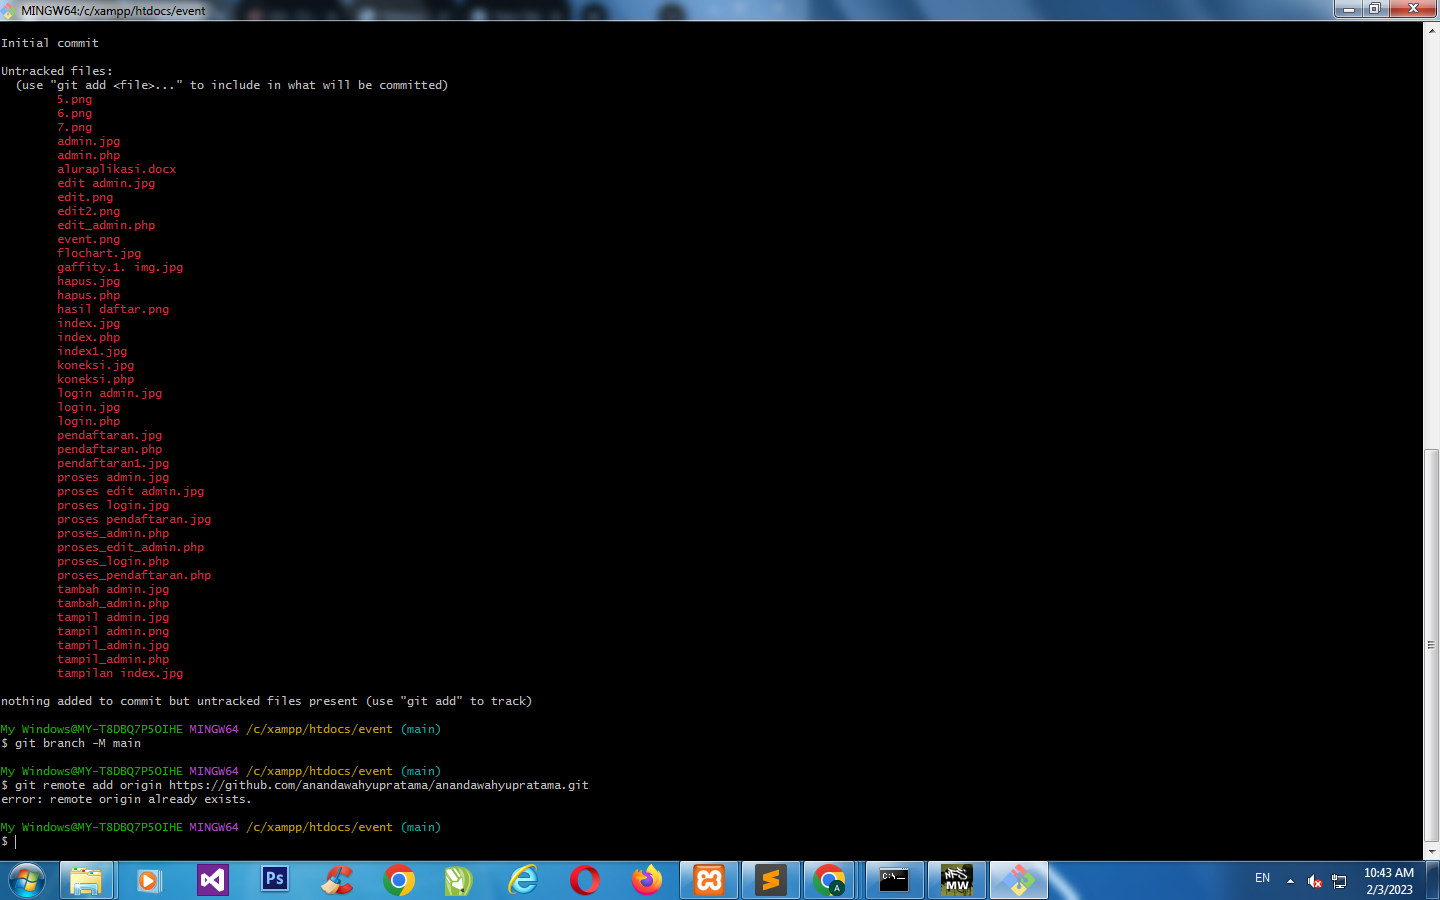 MINGW64:/c/xampp/htdocs/event
Initial commit
Untracked files:
(use "git add <file>..." to include in what will be committed)
5.png
6.png
7.png
admin.jpg
admin.php
aluraplikasi.docx
edit admin.jpg
edit.png
edit2.png
edit_admin.php
event.png
flochart.jpg
gaffity.1. img.jpg
hapus.jpg
hapus.php
hasil daftar.png
index.jpg
index.php
index1.jpg
koneksi.jpg
koneksi.php
login admin.jpg
login.jpg
login.php
pendaftaran.jpg
pendaftaran.php
pendaftaran1.jpg
proses admin.jpg
proses edit admin.jpg
proses login.jpg
proses pendaftaran.jpg
proses_admin.php
proses_edit_admin.php
proses_login.php
proses_pendaftaran.php
tambah admin.jpg
tambah_admin.php
tampil admin.jpg
tampil admin.png
tampil_admin.jpg
tampil_admin.php
tampilan index.jpg
nothing added to commit but untracked files present (use "git add" to track)
My Windows@MY-T8DBQ7P5OIHE MINGW64 /c/xampp/htdocs/event (main)
$ git branch -M main
My Windows@MY-T8DBQ7P5OIHE MINGW64 /c/xampp/htdocs/event (main)
$ git remote add origin https://github.com/anandawahyupratama/anandawahyupratama.git
error: remote origin already exists.
My Windows@MY-T8DBQ7P5OIHE MINGW64 /c/xampp/htdocs/event (main)
$
Ps
A
C:\_
MW
EN
10:43 AM
2/3/2023